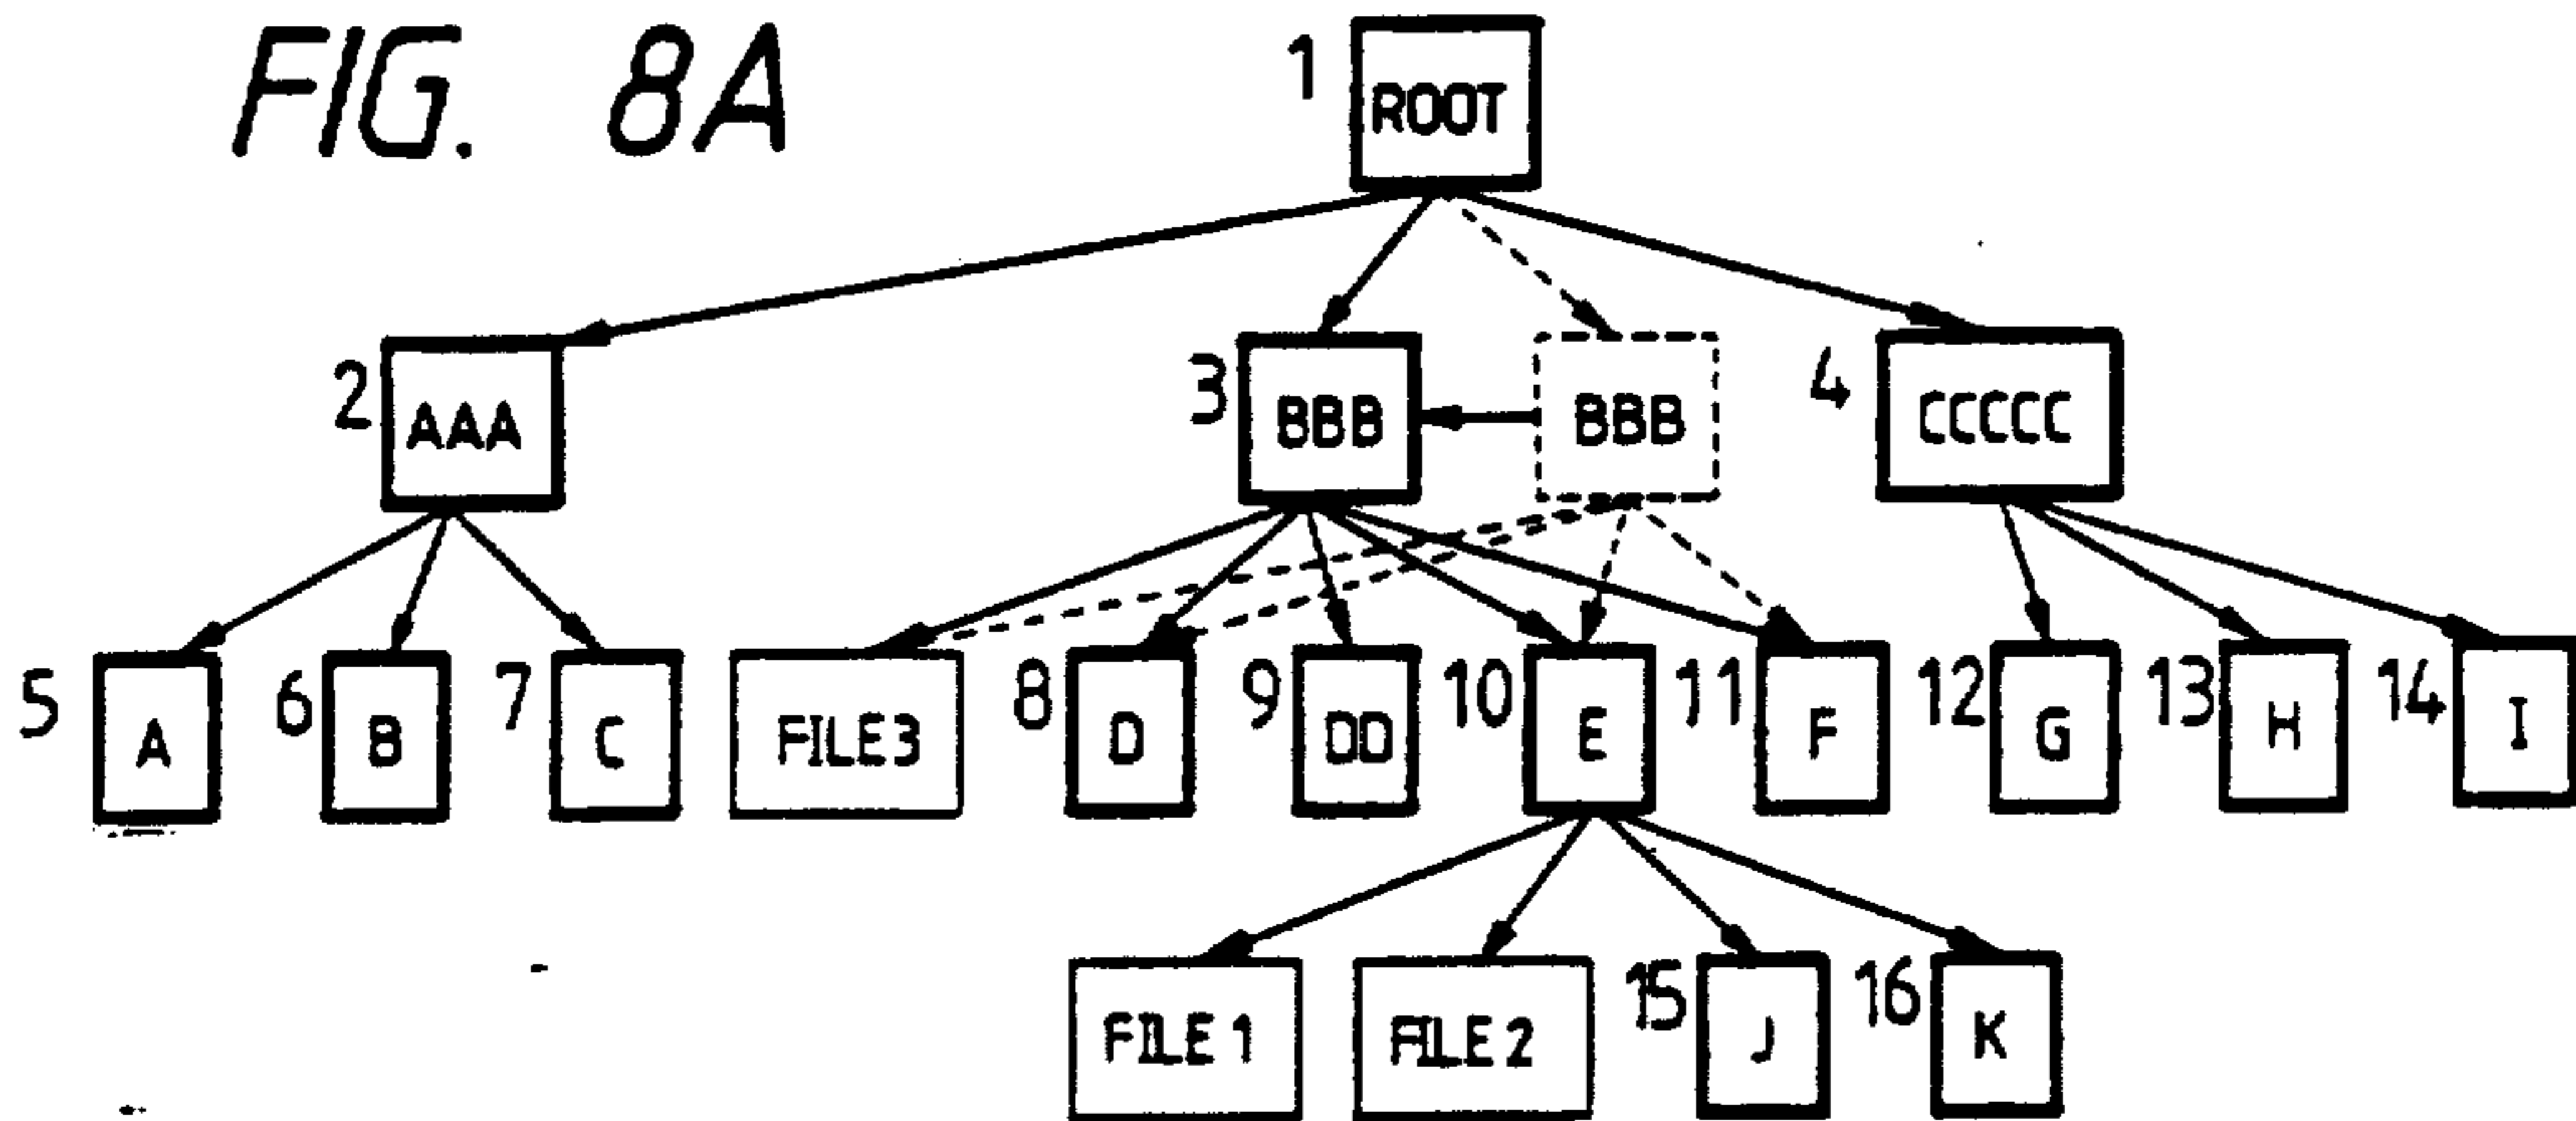 FIG. 8A
1 ROOT
2 AAA 3 BBB BBB 4 CCCCC
5 A 6 B 7 C FILE3 8 D 9 DD 10 E 11 F 12 G 13 H 14 I
FILE 1 FILE 2 15 J 16 K